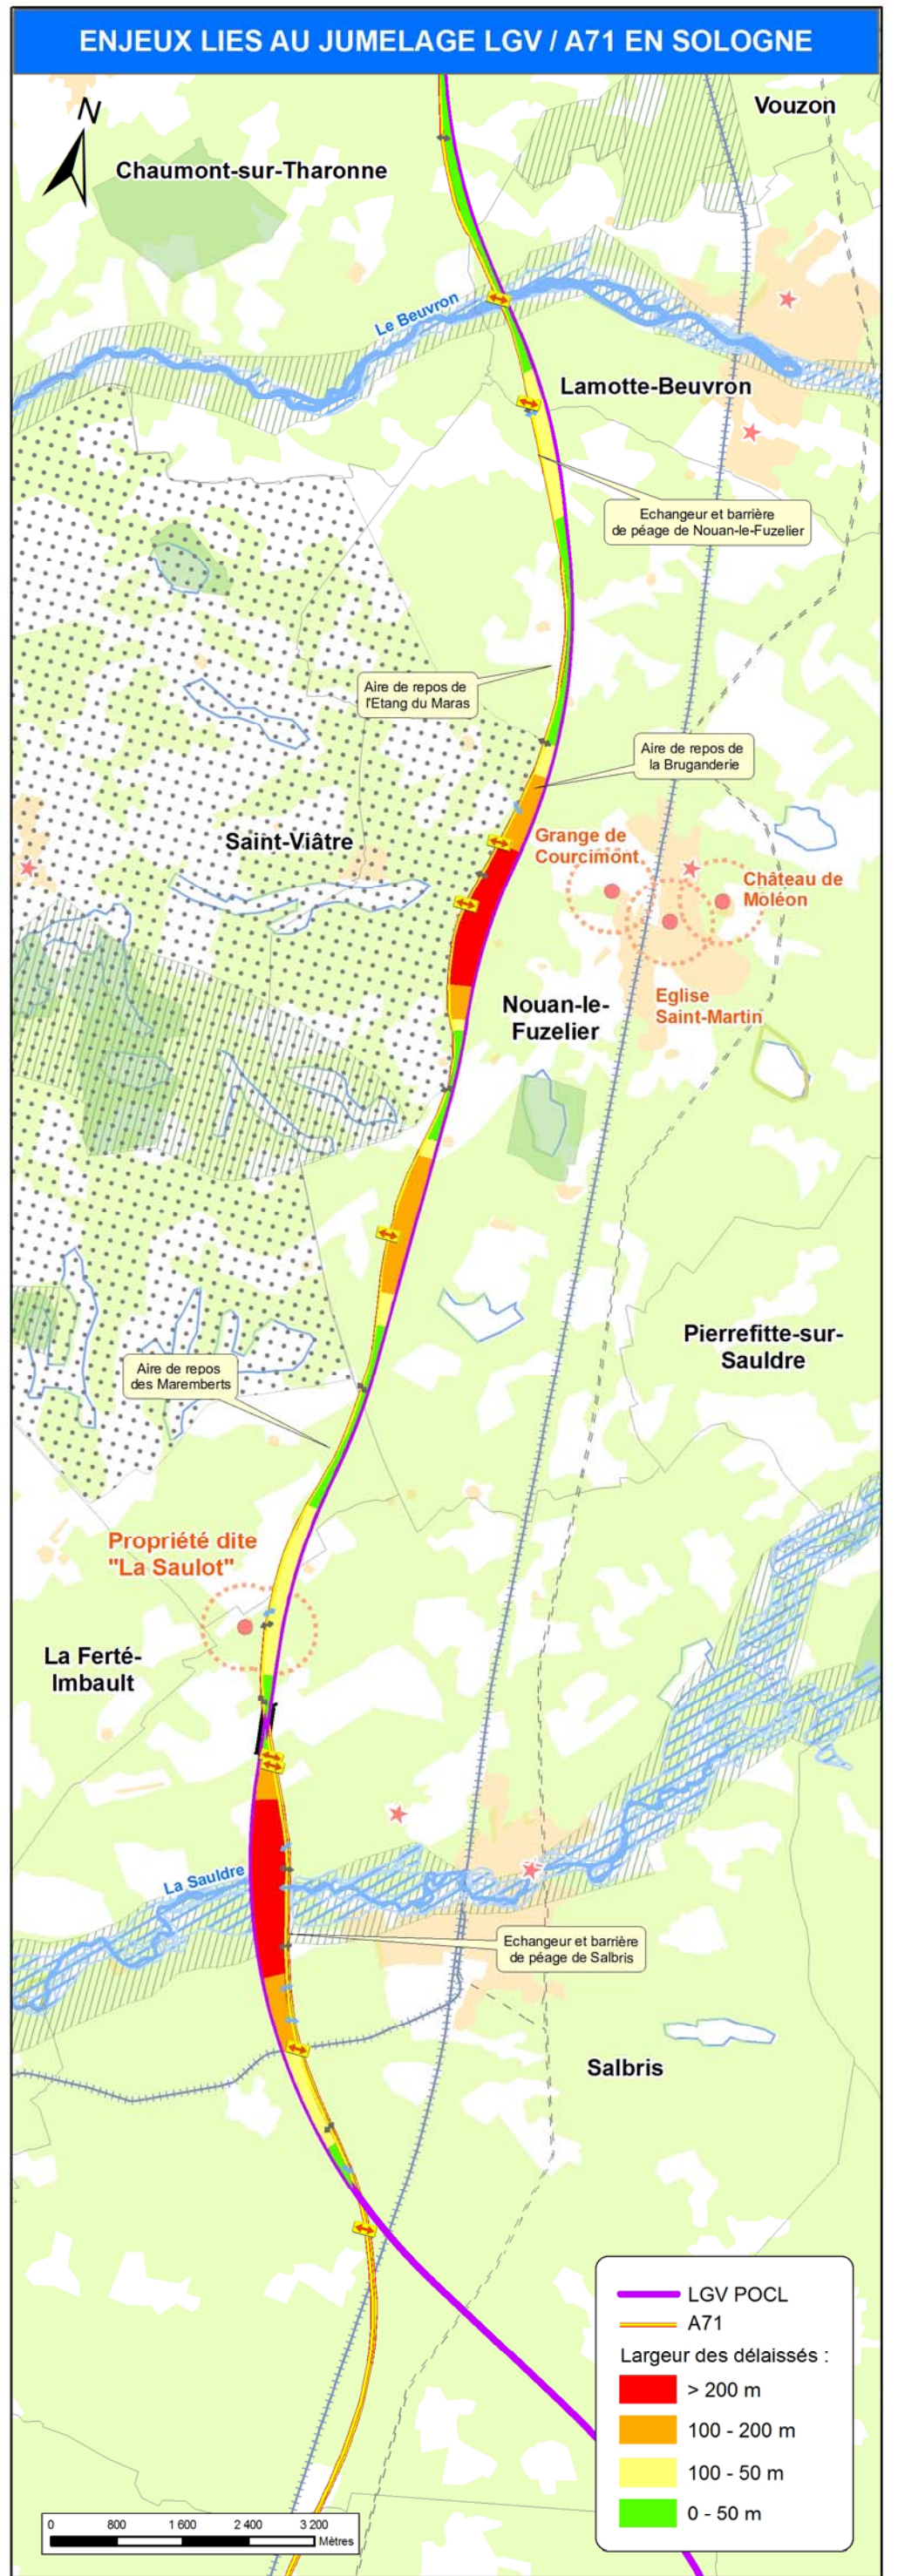 ENJEUX LIES AU JUMELAGE LGV / A71 EN SOLOGNE
N
Vouzon
Chaumont-sur-Tharonne
Le Beuvron
Lamotte-Beuvron
Echangeur et barrière
de péage de Nouan-le-Fuzelier
Aire de repos de
l'Etang du Maras
Aire de repos de
la Bruganderie
Saint-Viâtre
Grange de
Courcimont
Château de
Moléon
Nouan-le-
Fuzelier
Eglise
Saint-Martin
Pierrefitte-sur-
Sauldre
Aire de repos
des Maremberts
Propriété dite
"La Saulot"
La Ferté-
Imbault
La Sauldre
Echangeur et barrière
de péage de Salbris
Salbris
LGV POCL
A71
Largeur des délaissés :
> 200 m
100 - 200 m
100 - 50 m
0 - 50 m
0 800 1 600 2 400 3 200
Mètres